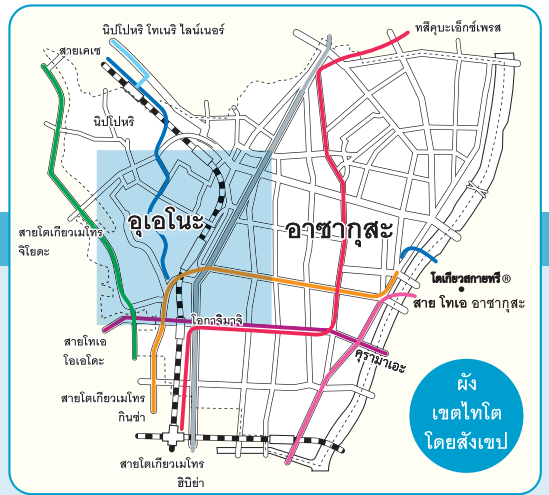 นิปโปหริ โทเนริ ไลน์เนอร์
ทสึคุบะเอ็กซ์เพรส
สายเคเซ
นิปโปหริ
อุเอโนะ
อาซากุสะ
สายโตเกียวเมโทร
จิโยดะ
โตเกียวสกายทรี®
สาย โทเอ อาซากุสะ
โอกาจิมาจิ
สายโทเอ
โอเอโดะ
คุรามาเอะ
สายโตเกียวเมโทร
กินซ่า
ผัง
เขตไทโต
โดยสังเขป
สายโตเกียวเมโทร
ฮิบิย่า